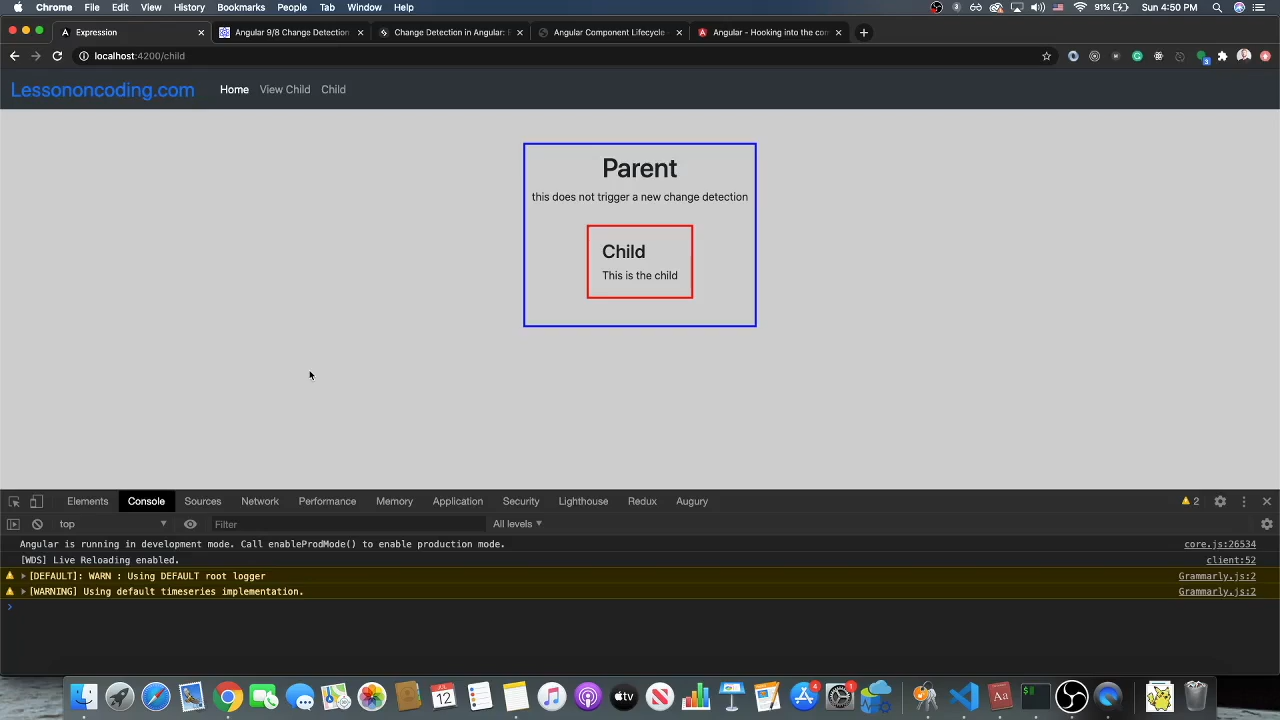 Chrome File Edit View History Bookmarks People Tab Window Help 91% Sun 4:50 PM
Expression Angular 9/8 Change Detection Change Detection in Angular: Angular Component Lifecycle - Angular - Hooking into the com
localhost:4200/child
Lessononcoding.com Home View Child Child
Parent
this does not trigger a new change detection
Child
This is the child
Elements Console Sources Network Performance Memory Application Security Lighthouse Redux Augury 2
top Filter All levels
Angular is running in development mode. Call enableProdMode() to enable production mode. core.js:26534
[WDS] Live Reloading enabled. client:52
[DEFAULT]: WARN : Using DEFAULT root logger Grammarly.js:2
[WARNING] Using default timeseries implementation. Grammarly.js:2